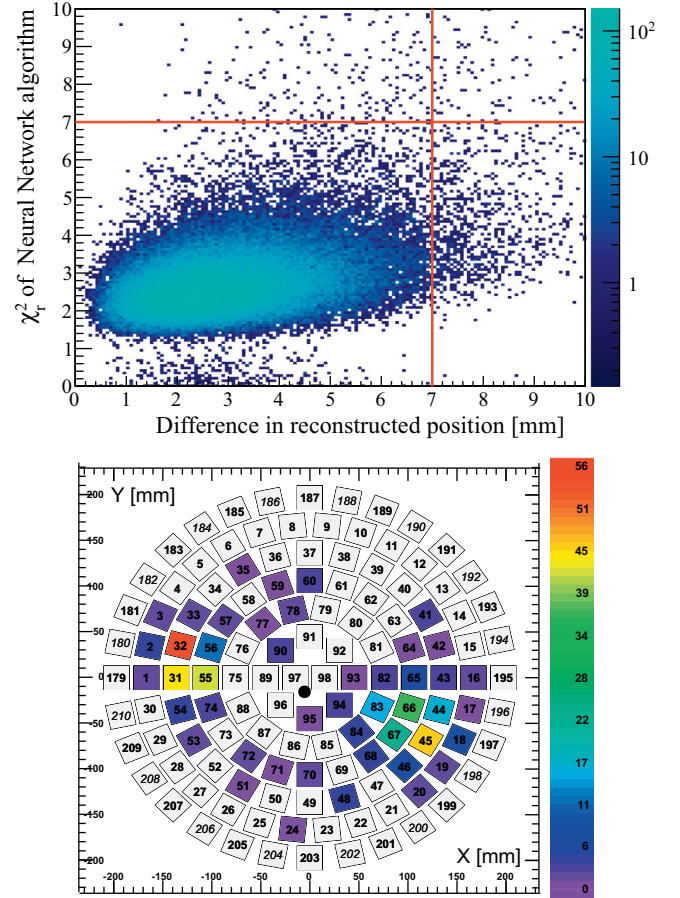 χ²r of Neural Network algorithm
10
9
8
7
6
5
4
3
2
1
0
0 1 2 3 4 5 6 7 8 9 10
Difference in reconstructed position [mm]
10²
10
1
Y [mm]
200
150
100
50
0
-50
-100
-150
-200
186 187 188
185 189
184 7 8 9 10 190
183 6 36 37 38 11 191
5 35 39 12
182 4 34 59 60 61 40 13 192
181 3 33 58 78 79 62 41 14 193
57 77 80 63
180 2 32 56 76 90 91 92 81 64 42 15 194
179 1 31 55 75 89 97 98 93 82 65 43 16 195
210 30 54 74 88 96 95 94 83 66 44 17 196
209 29 53 73 87 86 85 84 67 45 18 197
208 28 52 72 71 70 69 68 46 19 198
207 27 51 50 49 48 47 20 199
206 26 25 24 23 22 21 200
205 204 203 202 201
X [mm]
-200 -150 -100 -50 0 50 100 150 200
56
51
45
39
34
28
22
17
11
6
0